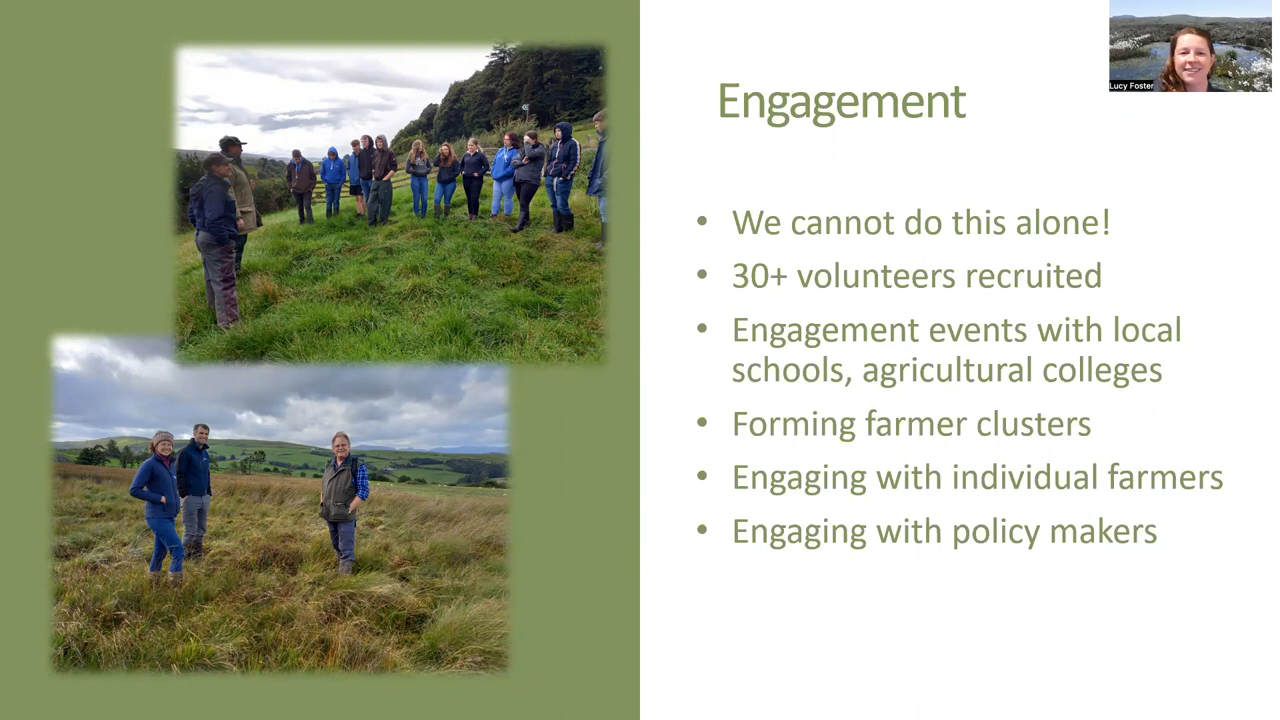 Lucy Foster
Engagement
• We cannot do this alone!
• 30+ volunteers recruited
• Engagement events with local
schools, agricultural colleges
• Forming farmer clusters
• Engaging with individual farmers
• Engaging with policy makers